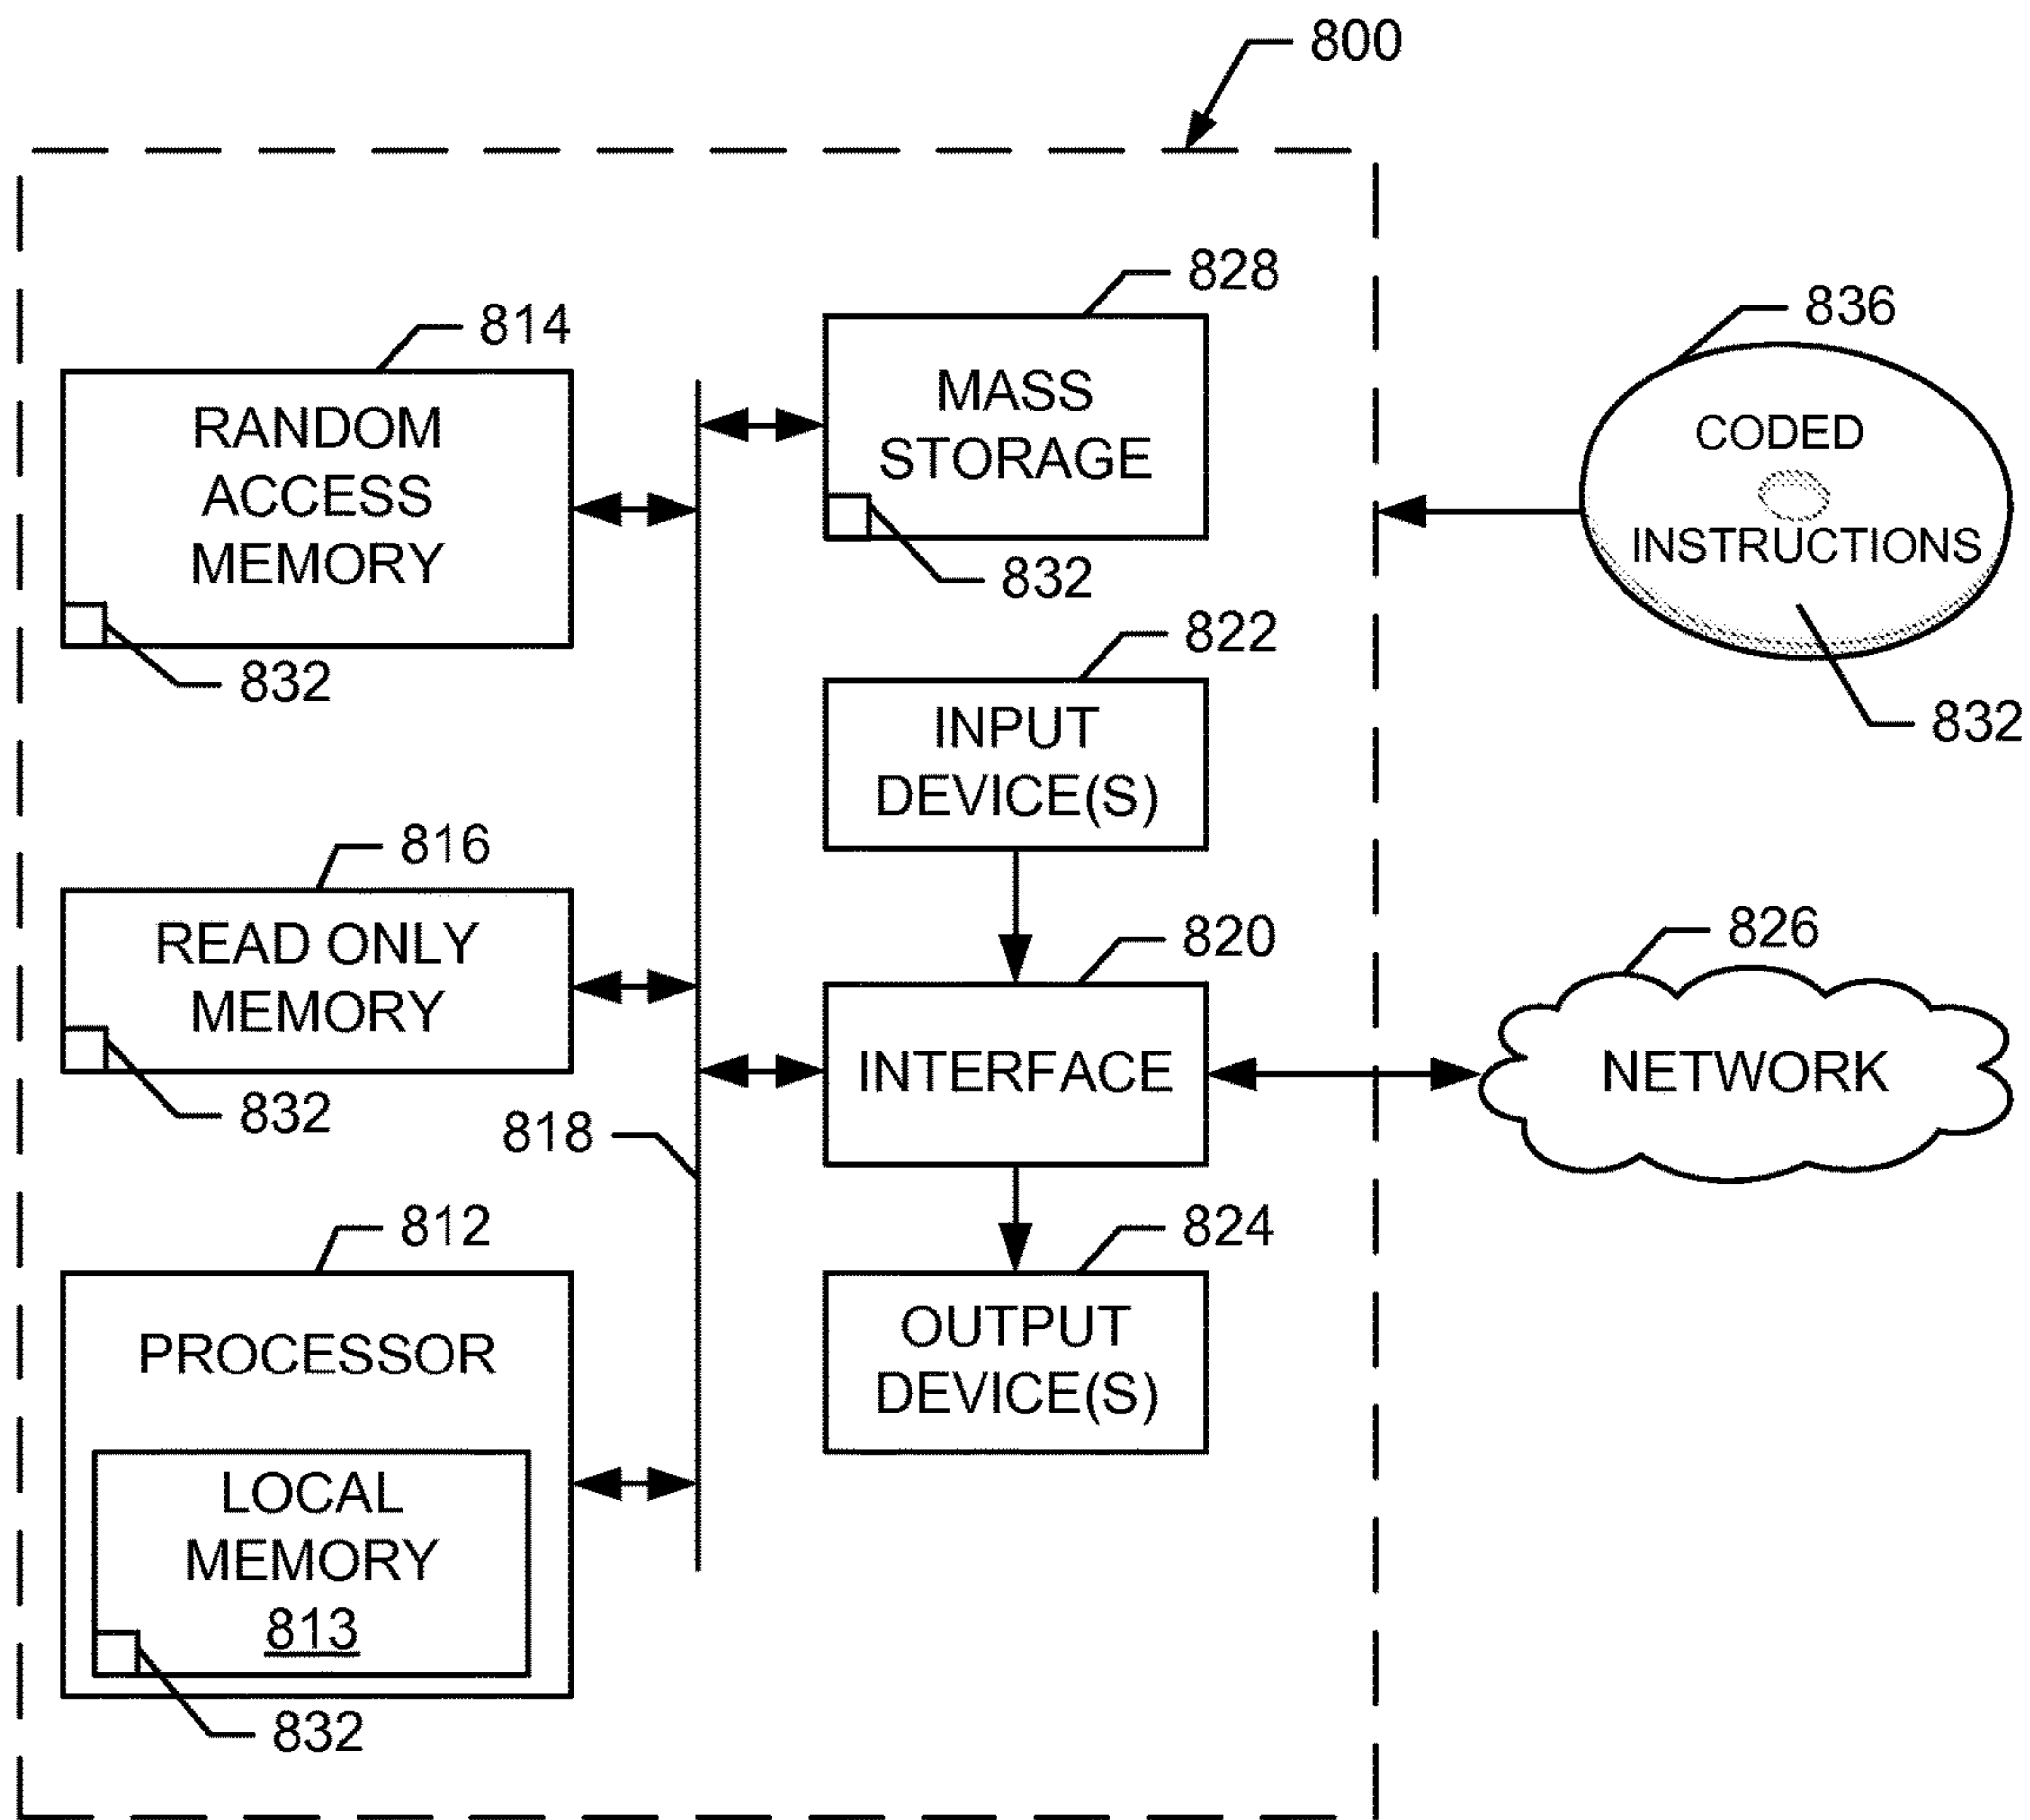 800
828
814
836
MASS
STORAGE
RANDOM
ACCESS
MEMORY
CODED
INSTRUCTIONS
832
832
832
822
INPUT
DEVICE(S)
816
READ ONLY
MEMORY
832
820
826
INTERFACE
NETWORK
818
812
824
PROCESSOR
OUTPUT
DEVICE(S)
LOCAL
MEMORY
813
832